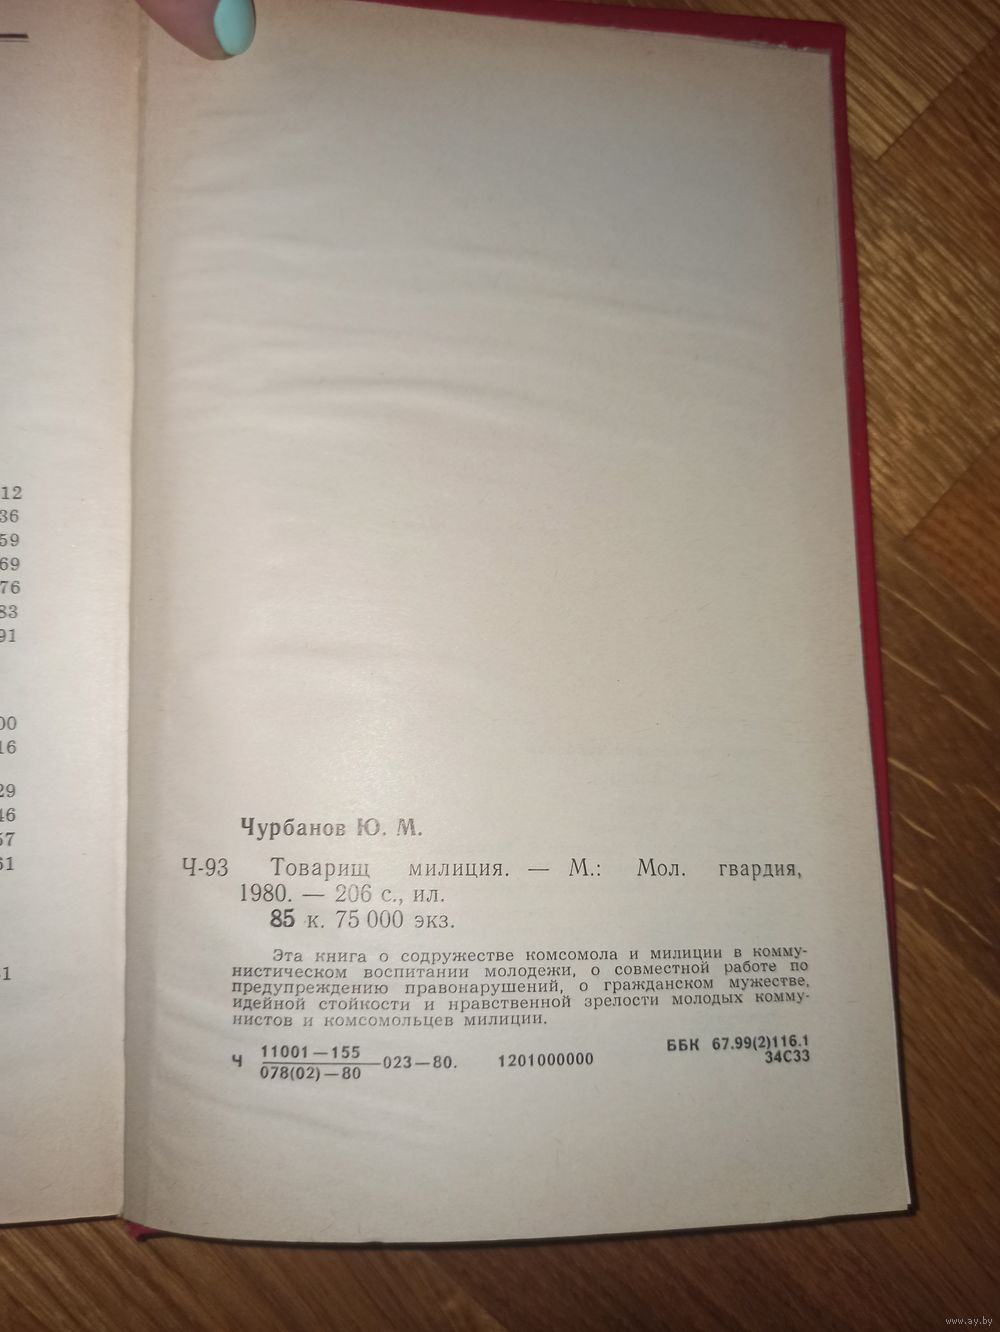 12
36
59
69
76
83
91
00
16
29
46
57
61
Чурбанов Ю. М.
Ч-93 Товарищ милиция. — М.: Мол. гвардия,
1980. — 206 с., ил.
85 к. 75 000 экз.
Эта книга о содружестве комсомола и милиции в комму-
нистическом воспитании молодежи, о совместной работе по
предупреждению правонарушений, о гражданском мужестве,
идейной стойкости и нравственной зрелости молодых комму-
нистов и комсомольцев милиции.
Ч 11001—155
078(02)—80 —023—80. 1201000000
ББК 67.99(2)116.1
34С33
www.ay.by